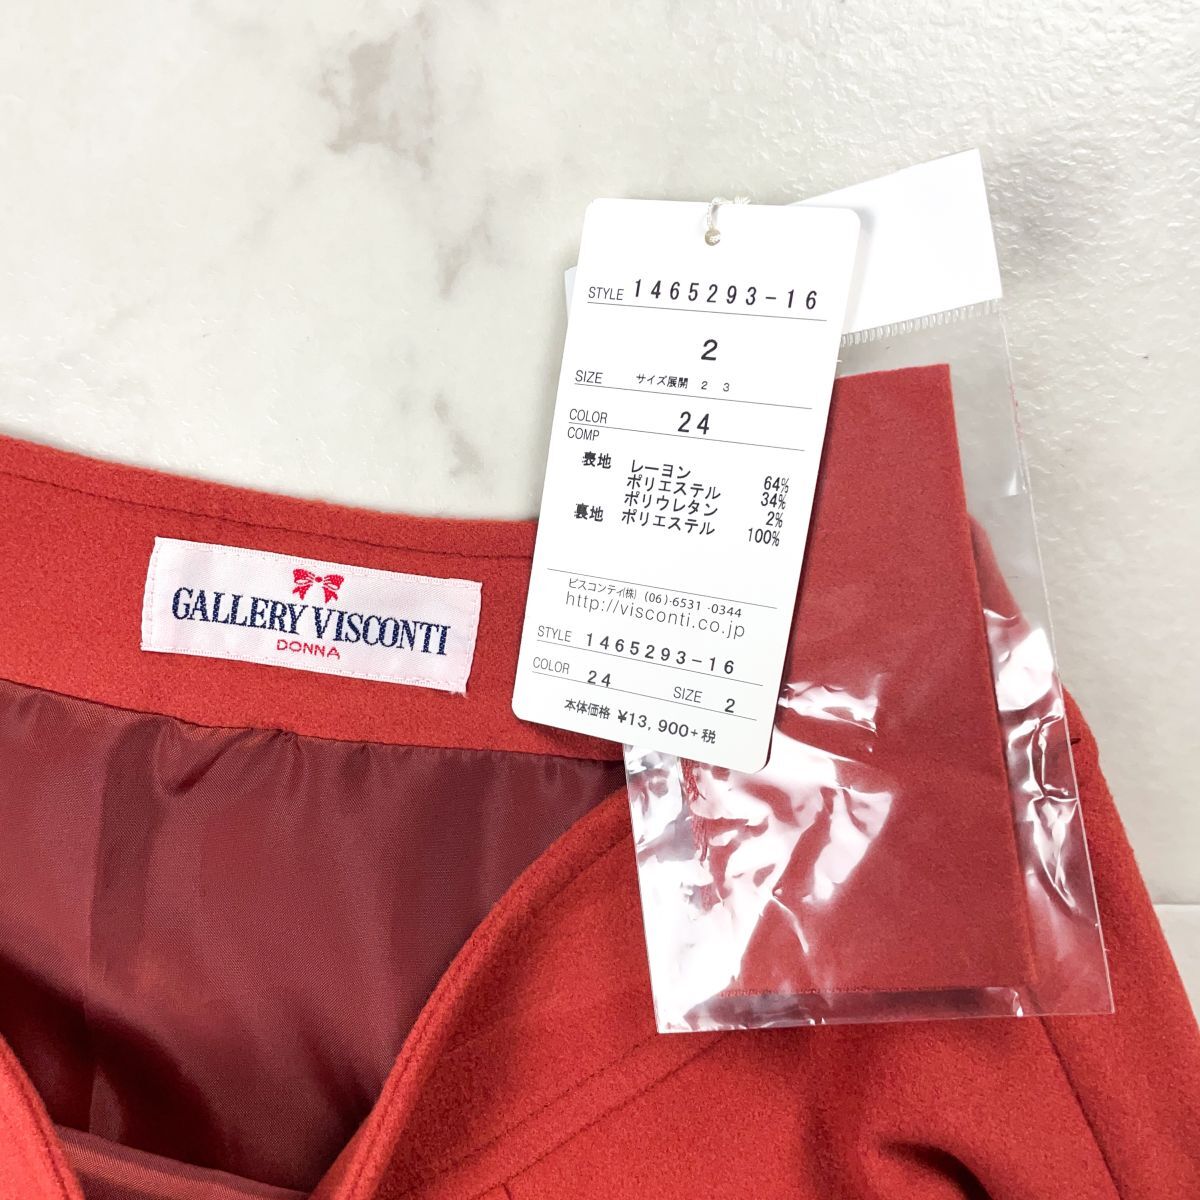 STYLE 1465293-16
2
SIZE サイズ展開 2 3
COLOR 24
COMP
表地 レーヨン 64%
ポリエステル 34%
ポリウレタン 2%
裏地 ポリエステル 100%
ビスコンティ(株) (06)-6531-0344
http://visconti.co.jp
STYLE 1465293-16
COLOR 24 SIZE 2
本体価格 ¥13,900+税
GALLERY VISCONTI
DONNA